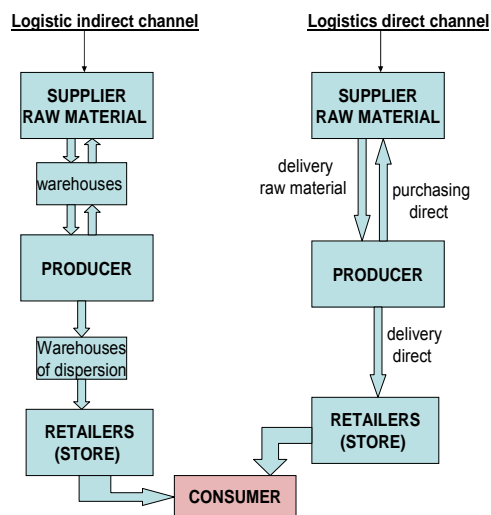 Logistic indirect channel
SUPPLIER
RAW MATERIAL
warehouses
PRODUCER
Warehouses
of dispersion
RETAILERS
(STORE)
Logistics direct channel
SUPPLIER
RAW MATERIAL
delivery
raw material
purchasing
direct
PRODUCER
delivery
direct
RETAILERS
(STORE)
CONSUMER